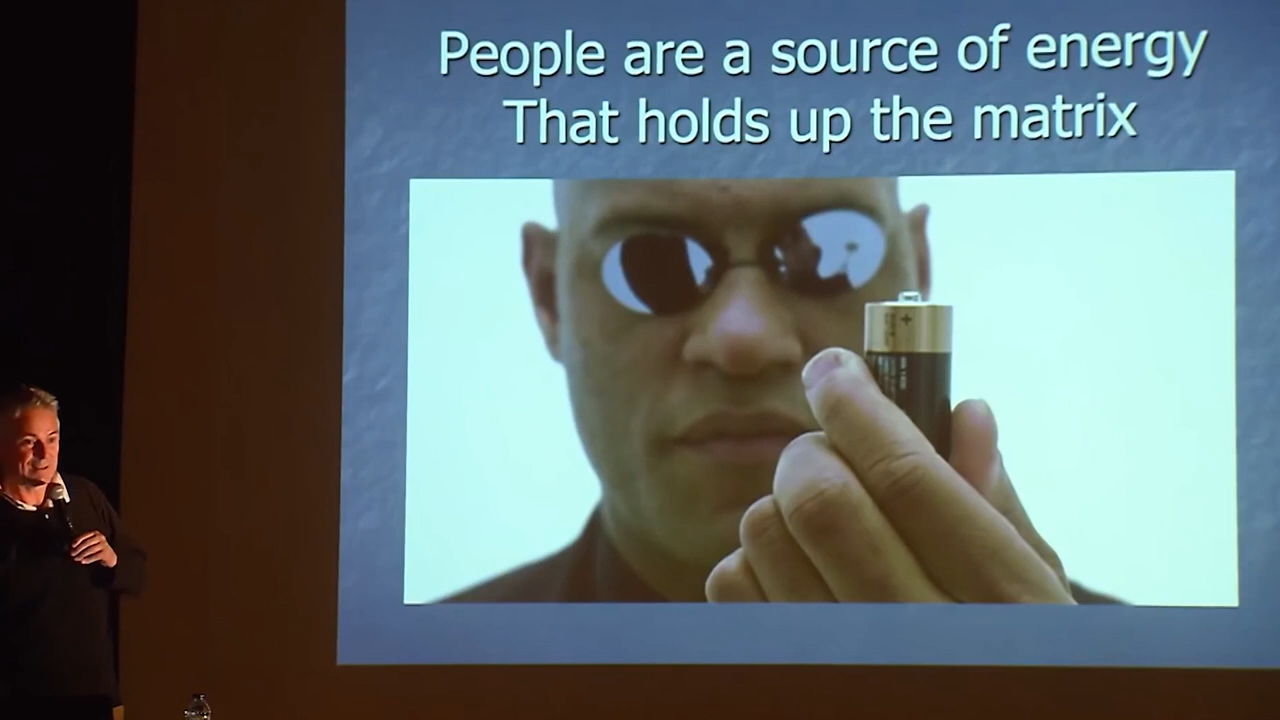 People are a source of energy
That holds up the matrix
+